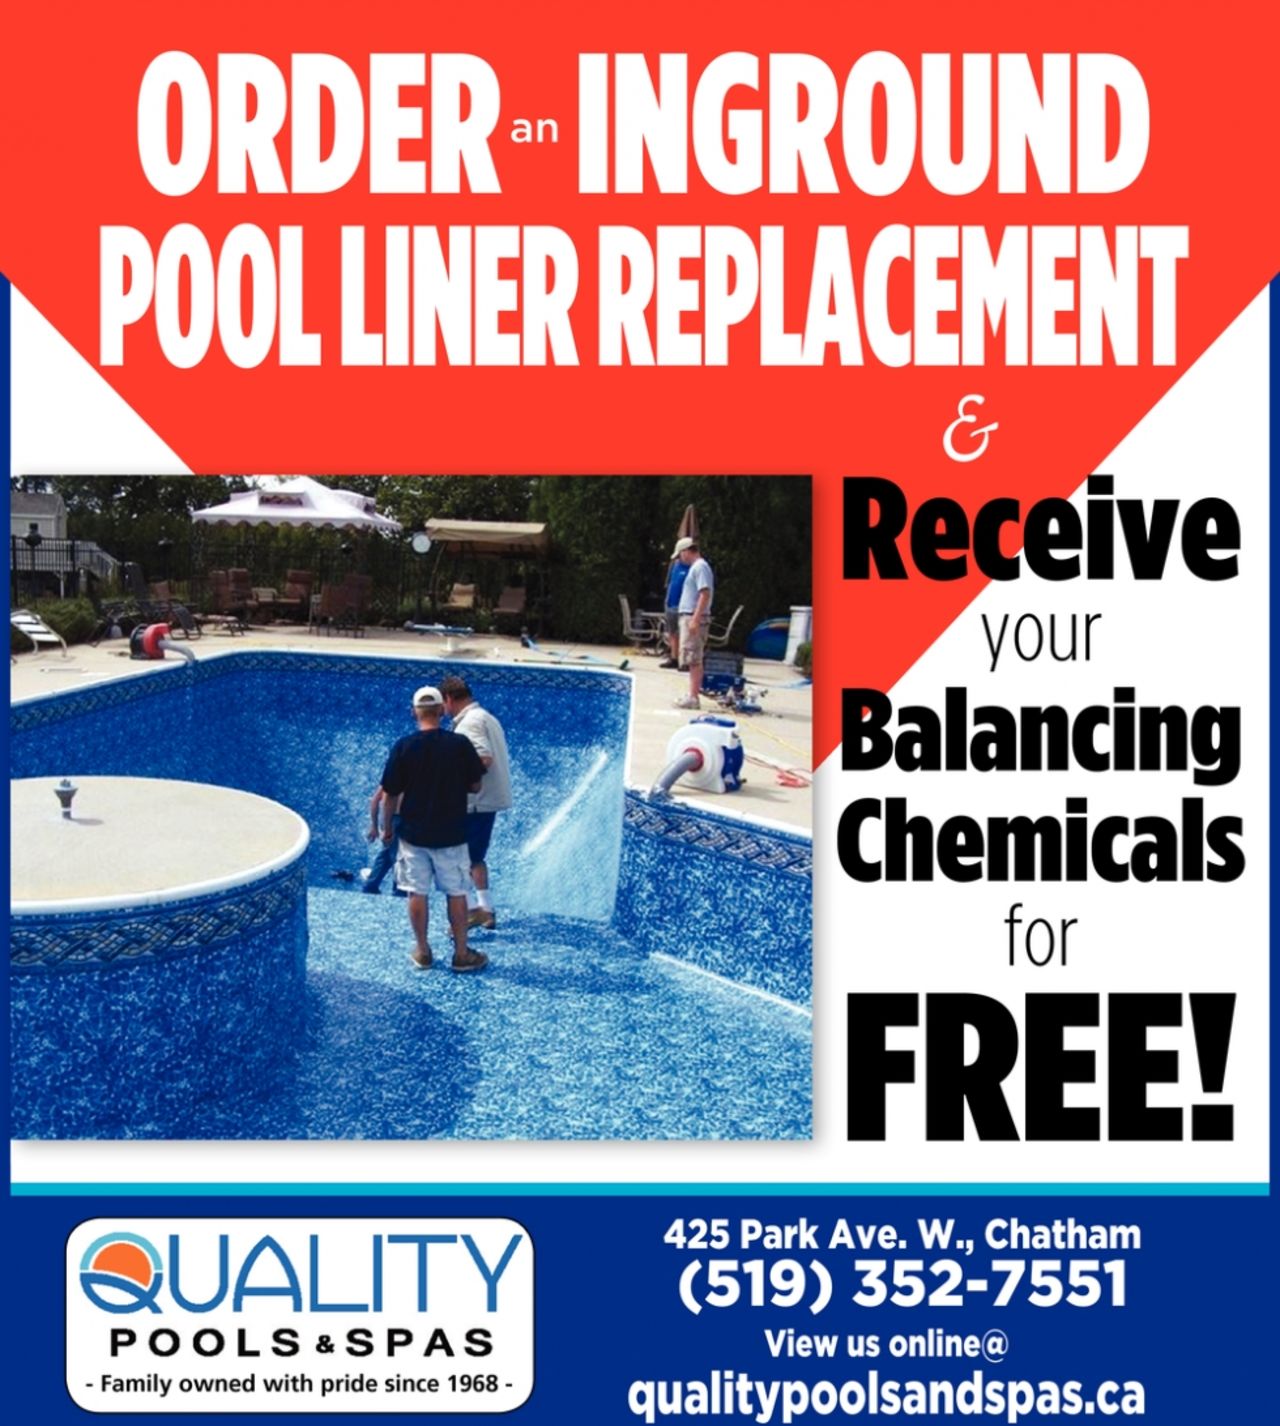 ORDER an INGROUND
POOL LINER REPLACEMENT
&
Receive
your
Balancing
Chemicals
for
FREE!
QUALITY
POOLS & SPAS
- Family owned with pride since 1968 -
425 Park Ave. W., Chatham
(519) 352-7551
View us online@
qualitypoolsandspas.ca